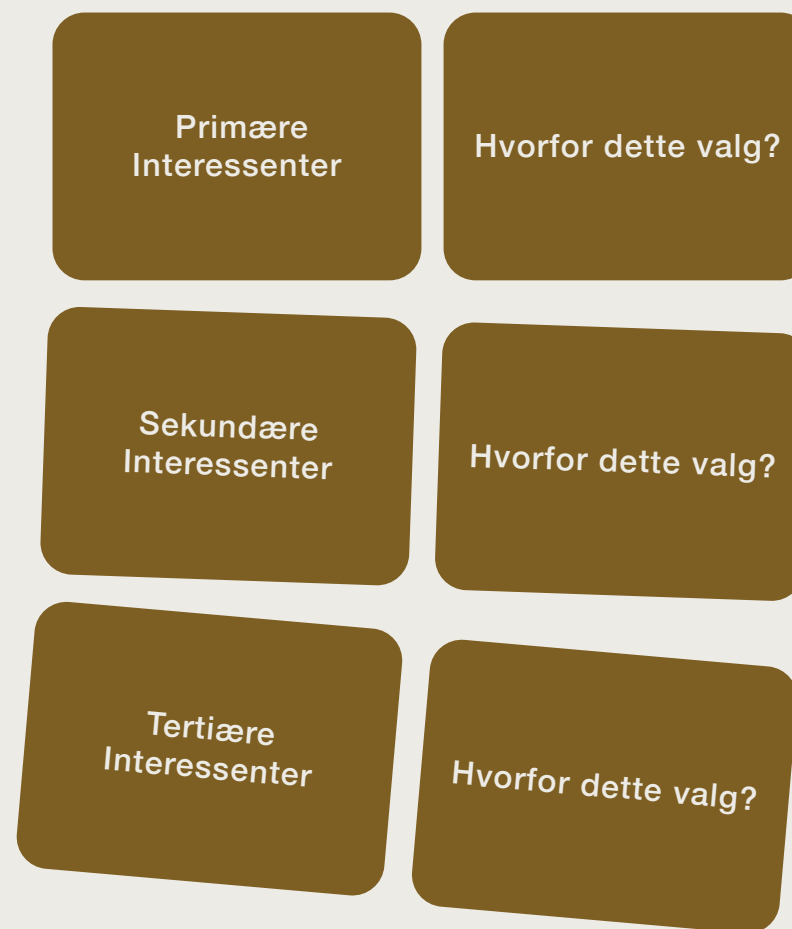 Primære
Interessenter
Hvorfor dette valg?
Sekundære
Interessenter
Hvorfor dette valg?
Tertiære
Interessenter
Hvorfor dette valg?